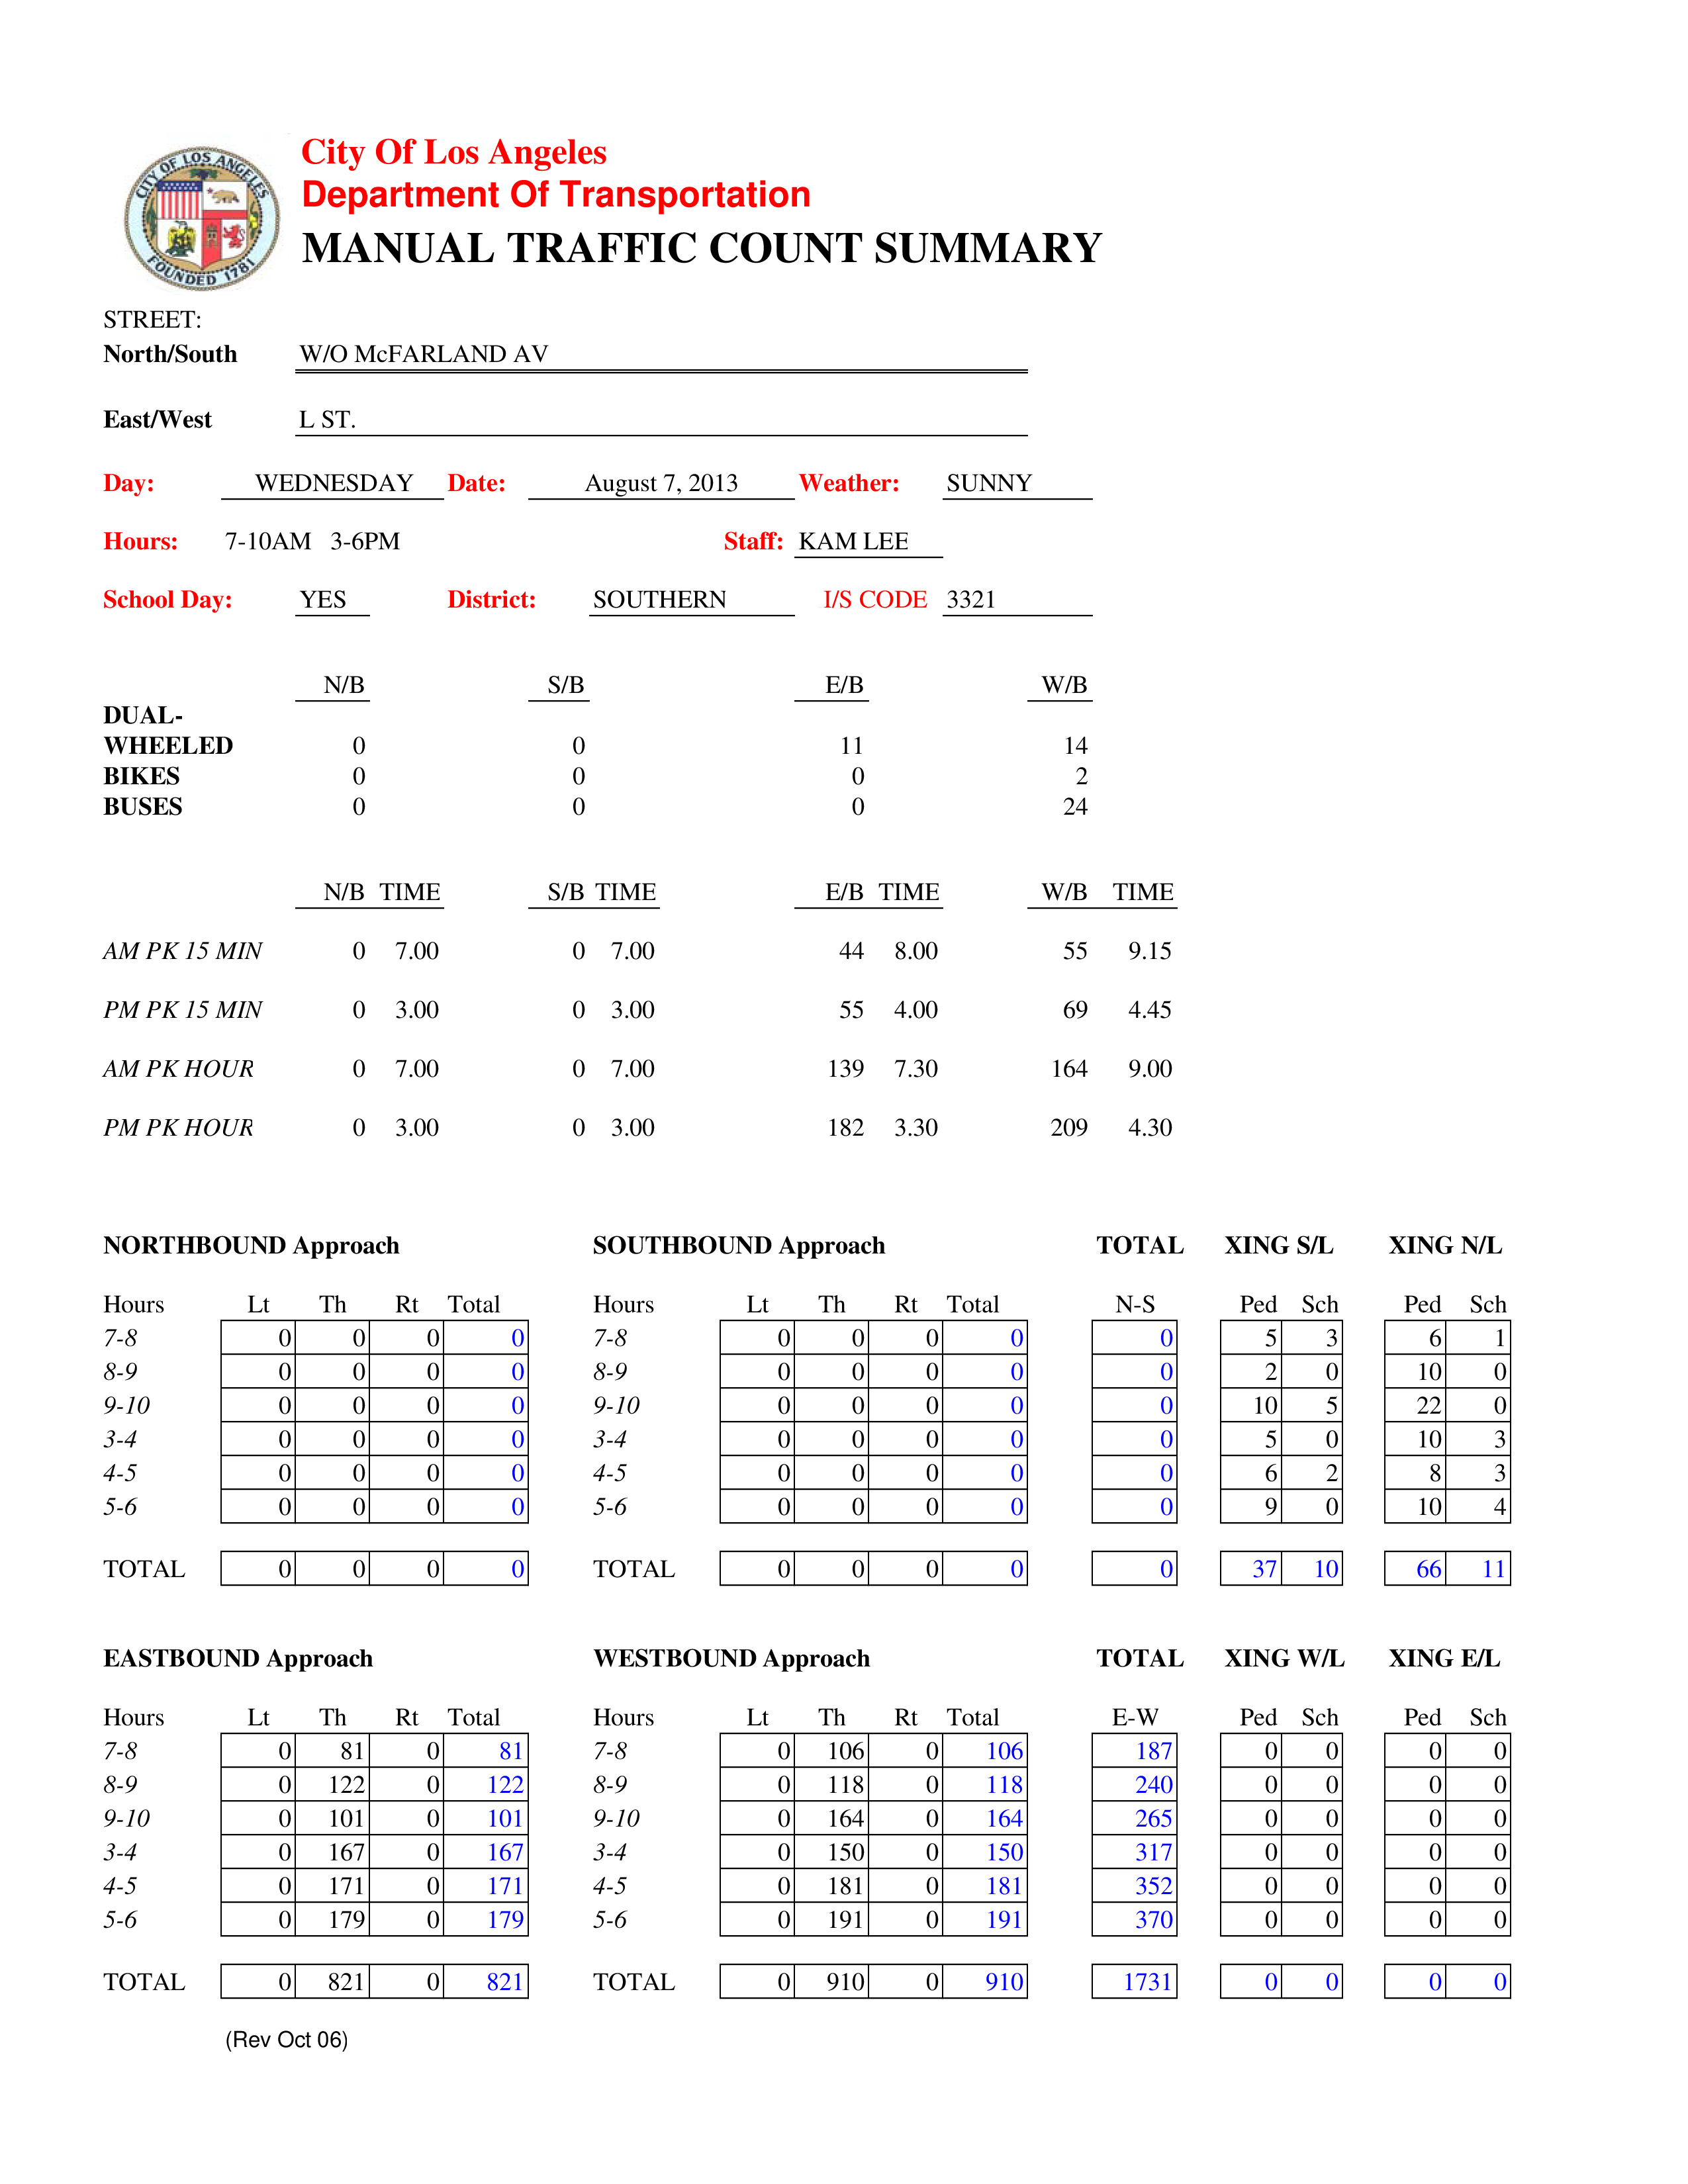 CITY OF LOS ANGELES
FOUNDED 1781
City Of Los Angeles
Department Of Transportation
MANUAL TRAFFIC COUNT SUMMARY
STREET:
North/South W/O McFARLAND AV
East/West L ST.
Day: WEDNESDAY Date: August 7, 2013 Weather: SUNNY
Hours: 7-10AM 3-6PM Staff: KAM LEE
School Day: YES District: SOUTHERN I/S CODE 3321
N/B S/B E/B W/B
DUAL-
WHEELED 0 0 11 14
BIKES 0 0 0 2
BUSES 0 0 0 24
N/B TIME S/B TIME E/B TIME W/B TIME
AM PK 15 MIN 0 7.00 0 7.00 44 8.00 55 9.15
PM PK 15 MIN 0 3.00 0 3.00 55 4.00 69 4.45
AM PK HOUR 0 7.00 0 7.00 139 7.30 164 9.00
PM PK HOUR 0 3.00 0 3.00 182 3.30 209 4.30
NORTHBOUND Approach SOUTHBOUND Approach TOTAL XING S/L XING N/L
Hours Lt Th Rt Total Hours Lt Th Rt Total N-S Ped Sch Ped Sch
7-8 0 0 0 0 7-8 0 0 0 0 0 5 3 6 1
8-9 0 0 0 0 8-9 0 0 0 0 0 2 0 10 0
9-10 0 0 0 0 9-10 0 0 0 0 0 10 5 22 0
3-4 0 0 0 0 3-4 0 0 0 0 0 5 0 10 3
4-5 0 0 0 0 4-5 0 0 0 0 0 6 2 8 3
5-6 0 0 0 0 5-6 0 0 0 0 0 9 0 10 4
TOTAL 0 0 0 0 TOTAL 0 0 0 0 0 37 10 66 11
EASTBOUND Approach WESTBOUND Approach TOTAL XING W/L XING E/L
Hours Lt Th Rt Total Hours Lt Th Rt Total E-W Ped Sch Ped Sch
7-8 0 81 0 81 7-8 0 106 0 106 187 0 0 0 0
8-9 0 122 0 122 8-9 0 118 0 118 240 0 0 0 0
9-10 0 101 0 101 9-10 0 164 0 164 265 0 0 0 0
3-4 0 167 0 167 3-4 0 150 0 150 317 0 0 0 0
4-5 0 171 0 171 4-5 0 181 0 181 352 0 0 0 0
5-6 0 179 0 179 5-6 0 191 0 191 370 0 0 0 0
TOTAL 0 821 0 821 TOTAL 0 910 0 910 1731 0 0 0 0
(Rev Oct 06)